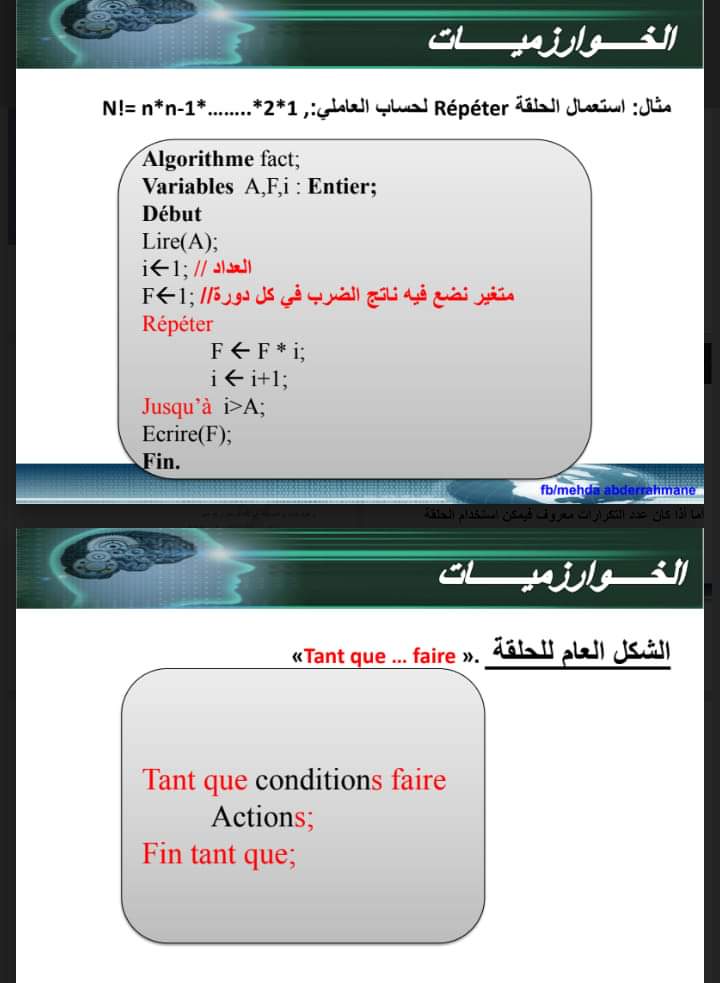 الخـوارزميـات
مثال: استعمال الحلقة Répéter لحساب العاملي:, N!= n*n-1*........*2*1
Algorithme fact;
Variables A,F,i : Entier;
Début
Lire(A);
i←1; // العداد
F←1; //متغير نضع فيه ناتج الضرب في كل دورة
Répéter
F ← F * i;
i ← i+1;
Jusqu’à i>A;
Ecrire(F);
Fin.
fb/mehda abderrahmane
اما اذا كان عدد التكرارات معروف فيمكن استخدام الحلقة
الخـوارزميـات
الشكل العام للحلقة .« Tant que ... faire»
Tant que conditions faire
Actions;
Fin tant que;